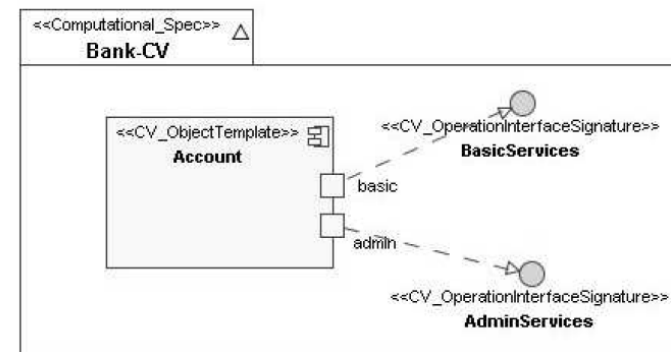 <<Computational_Spec>>
Bank-CV
<<CV_ObjectTemplate>>
Account
basic
admin
<<CV_OperationInterfaceSignature>>
BasicServices
<<CV_OperationInterfaceSignature>>
AdminServices